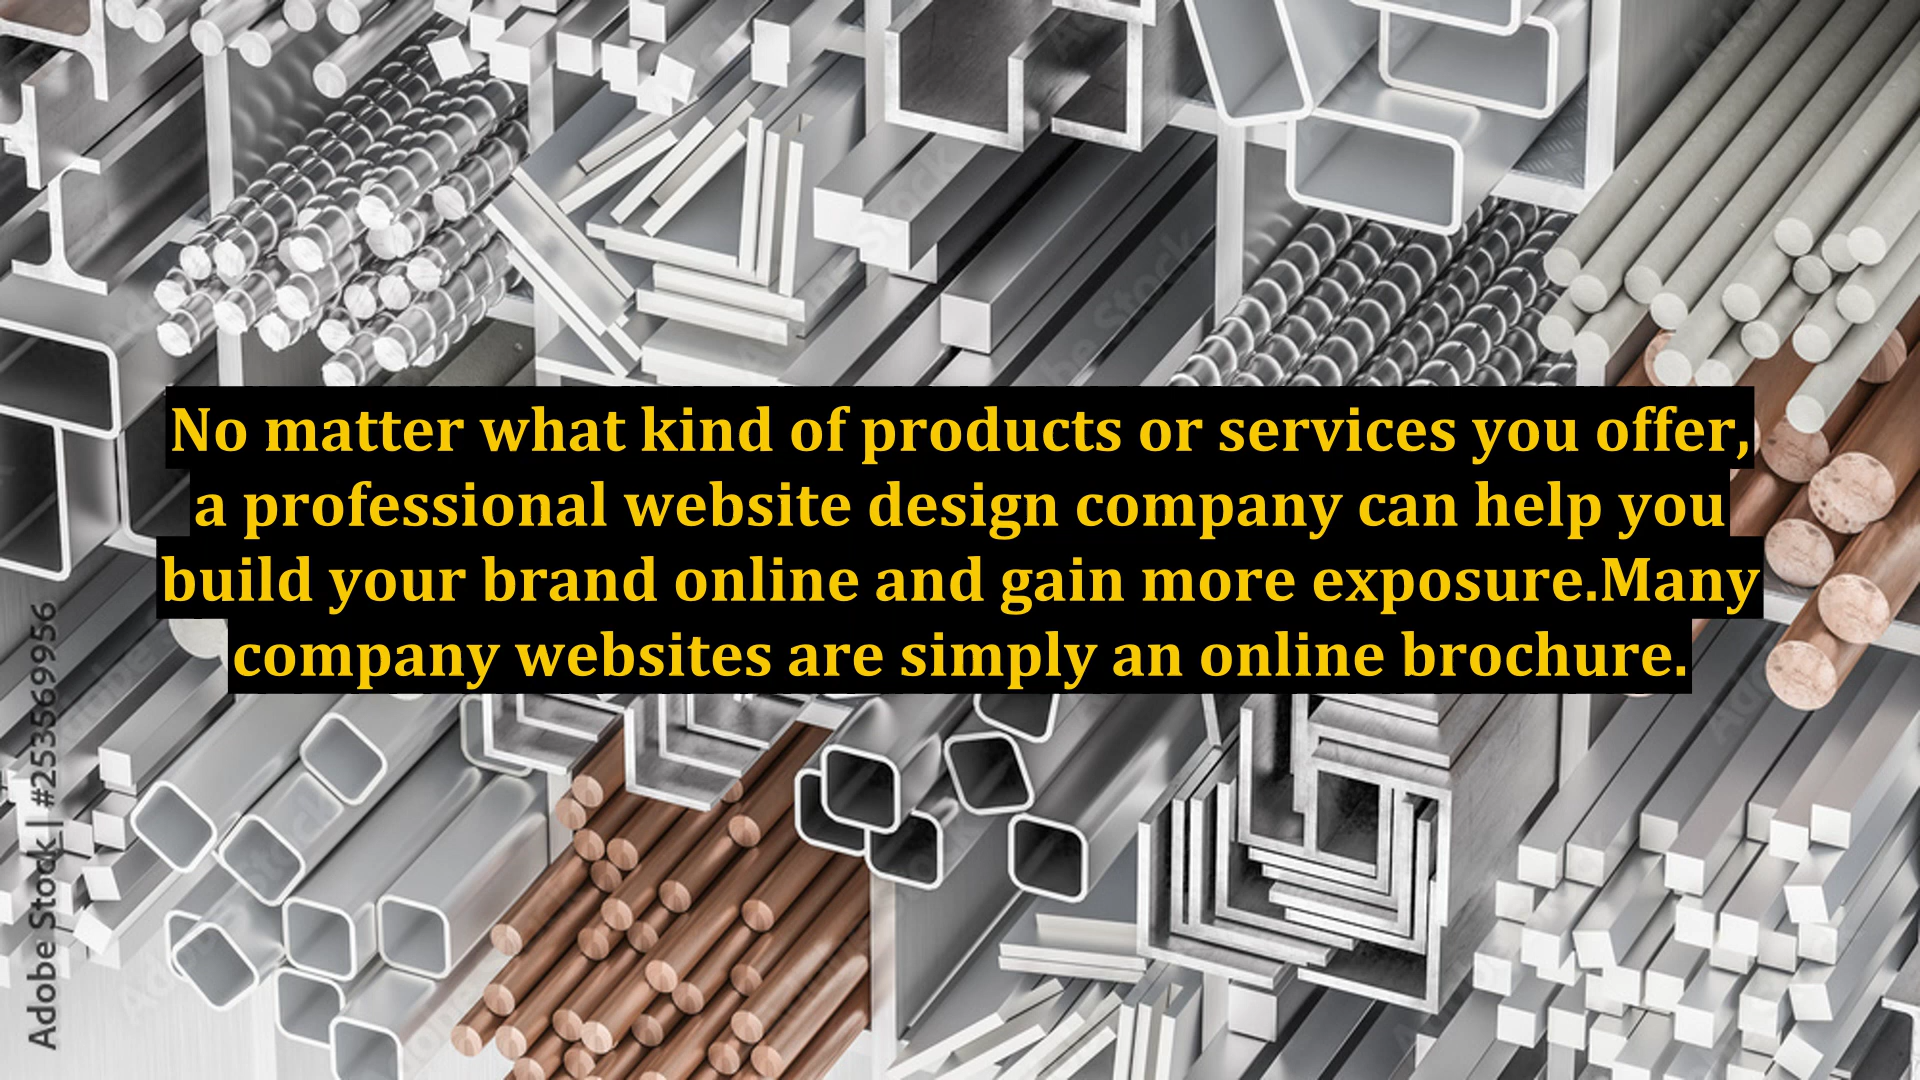 No matter what kind of products or services you offer,
a professional website design company can help you
build your brand online and gain more exposure.Many
company websites are simply an online brochure.
Adobe Stock | #253569956